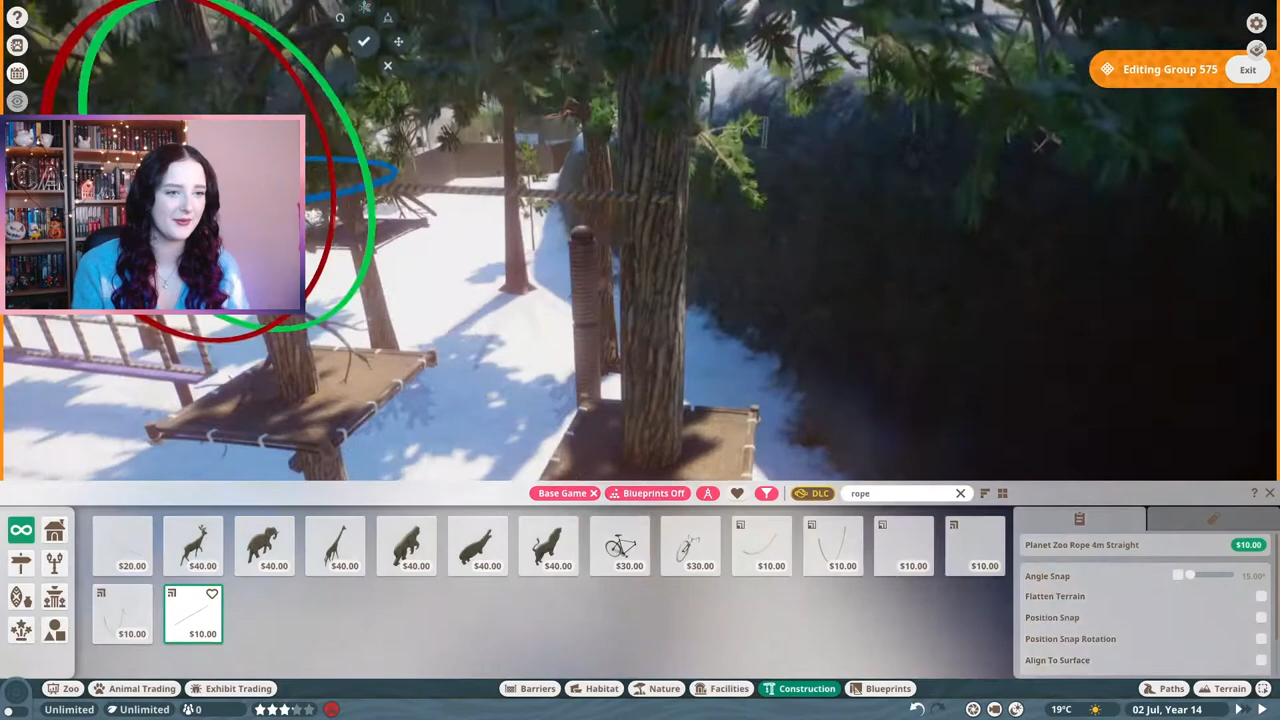 ?
Editing Group 575
Exit
Base Game
Blueprints Off
DLC
rope
?
$20.00
$40.00
$40.00
$40.00
$40.00
$40.00
$40.00
$30.00
$30.00
$10.00
$10.00
$10.00
$10.00
$10.00
$10.00
Planet Zoo Rope 4m Straight
$10.00
Angle Snap
15.00°
Flatten Terrain
Position Snap
Position Snap Rotation
Align To Surface
Zoo
Animal Trading
Exhibit Trading
Barriers
Habitat
Nature
Facilities
Construction
Blueprints
Paths
Terrain
Unlimited
Unlimited
0
19°C
02 Jul, Year 14